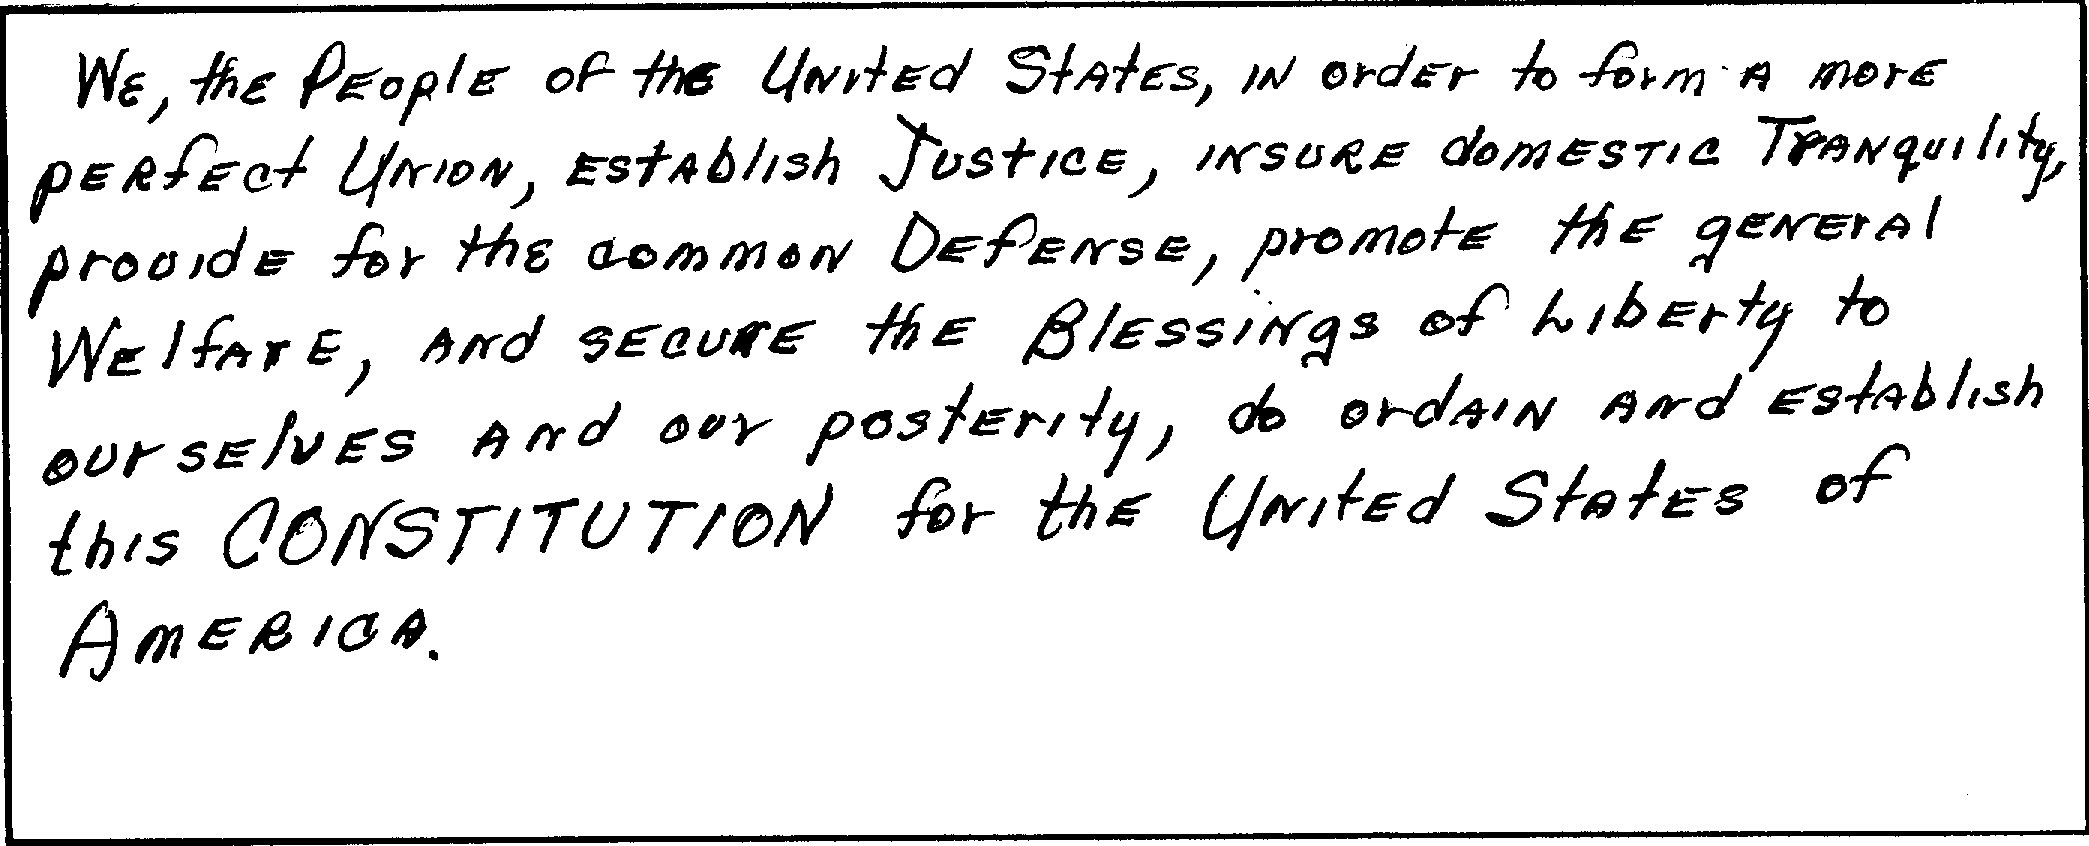 We, the People of the United States, in order to form a more
perfect Union, establish Justice, insure domestic Tranquility,
provide for the common Defense, promote the general
Welfare, and secure the Blessings of Liberty to
ourselves and our posterity, do ordain and establish
this CONSTITUTION for the United States of
America.